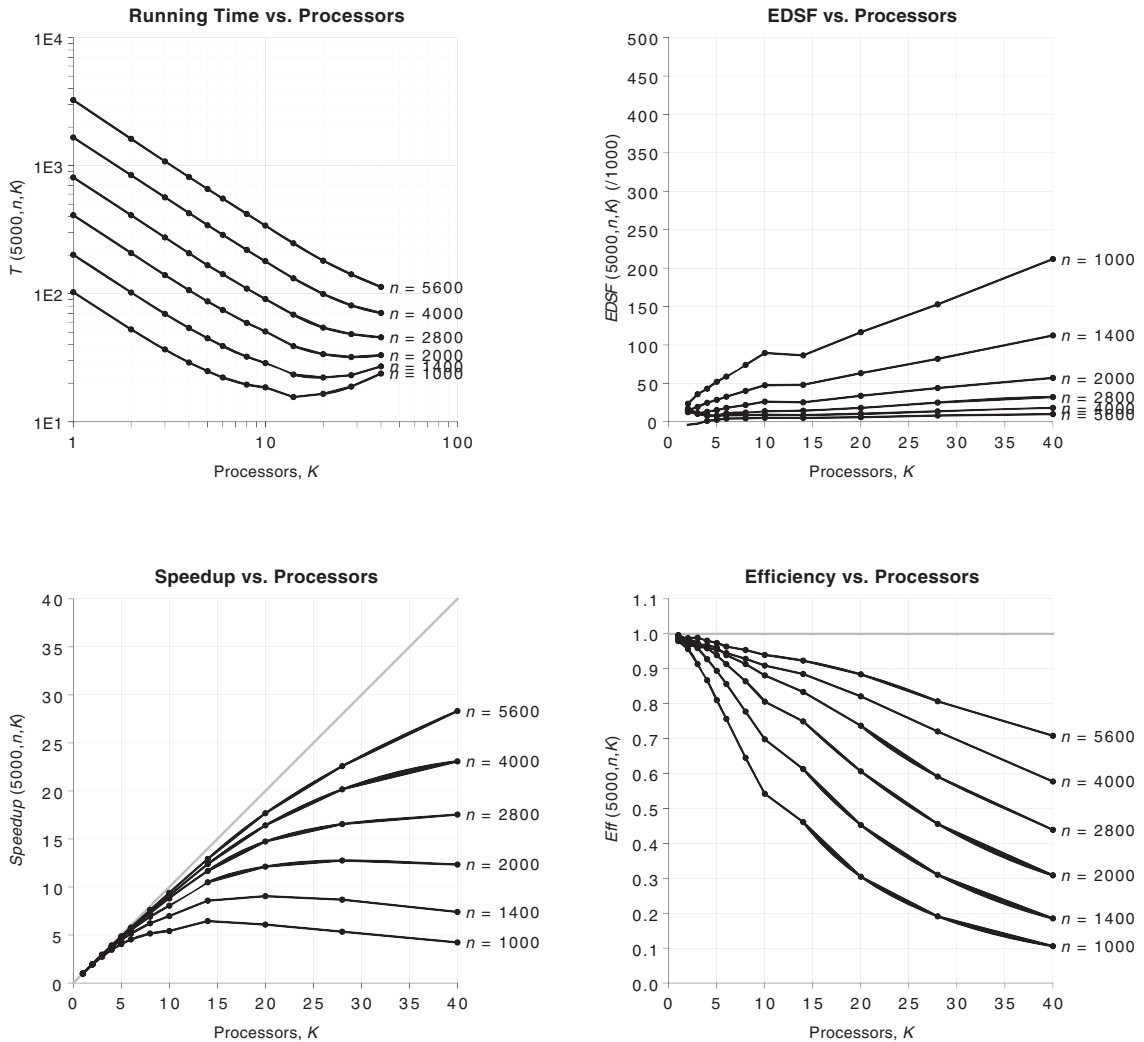 Running Time vs. Processors
1E4
1E3
1E2
1E1
T (5000,n,K)
n = 5600
n = 4000
n = 2800
n = 2000
n = 1400
n = 1000
1 10 100
Processors, K
EDSF vs. Processors
500
450
400
350
300
250
200
150
100
50
0
EDSF (5000,n,K) (/1000)
n = 1000
n = 1400
n = 2000
n = 2800
n = 4000
n = 5600
0 5 10 15 20 25 30 35 40
Processors, K
Speedup vs. Processors
40
35
30
25
20
15
10
5
0
Speedup (5000,n,K)
n = 5600
n = 4000
n = 2800
n = 2000
n = 1400
n = 1000
0 5 10 15 20 25 30 35 40
Processors, K
Efficiency vs. Processors
1.1
1.0
0.9
0.8
0.7
0.6
0.5
0.4
0.3
0.2
0.1
0.0
Eff (5000,n,K)
n = 5600
n = 4000
n = 2800
n = 2000
n = 1400
n = 1000
0 5 10 15 20 25 30 35 40
Processors, K